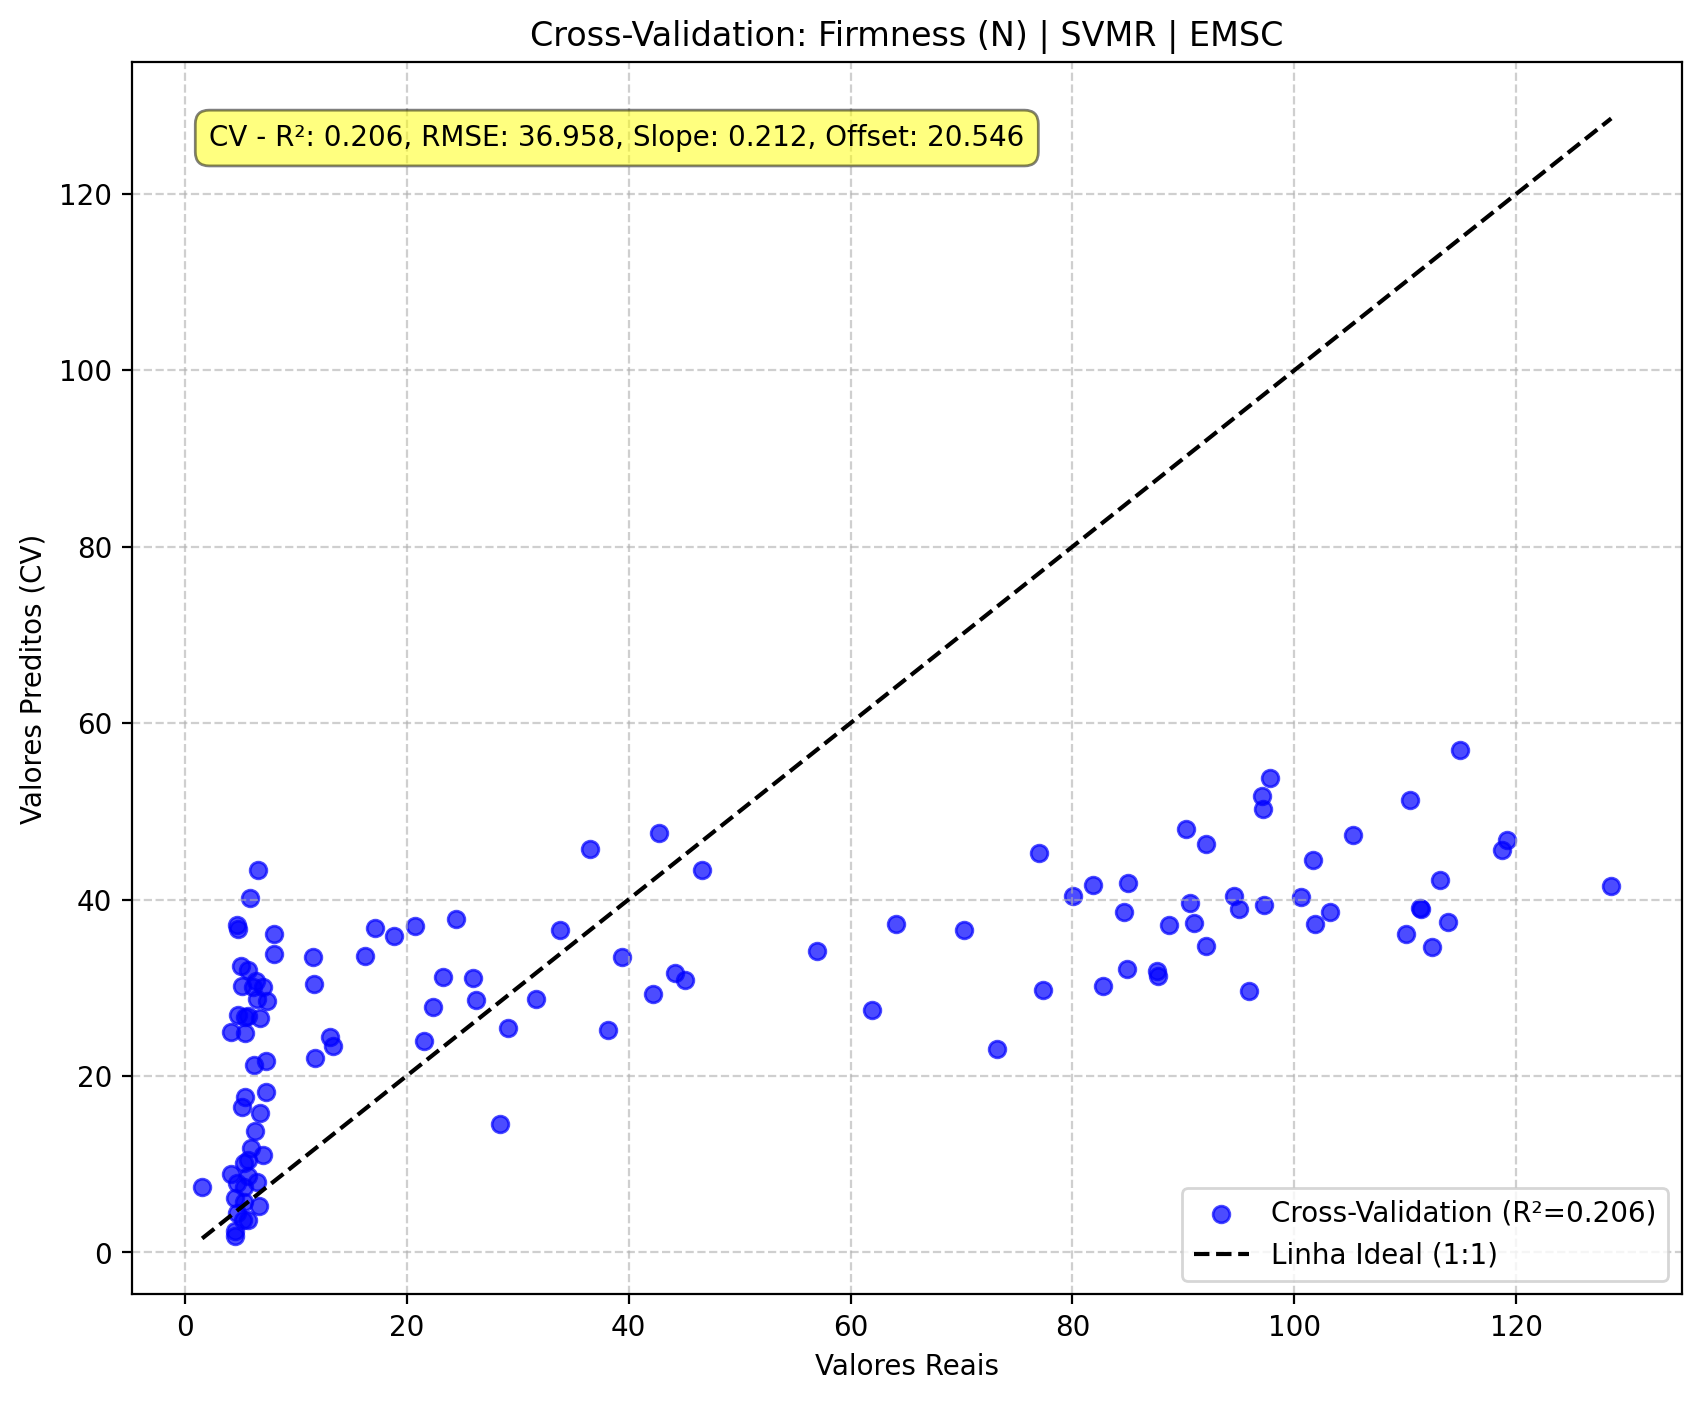 Cross-Validation: Firmness (N) | SVMR | EMSC
CV - R²: 0.206, RMSE: 36.958, Slope: 0.212, Offset: 20.546
Valores Preditos (CV)
120
100
80
60
40
20
0
0 20 40 60 80 100 120
Valores Reais
Cross-Validation (R²=0.206)
Linha Ideal (1:1)